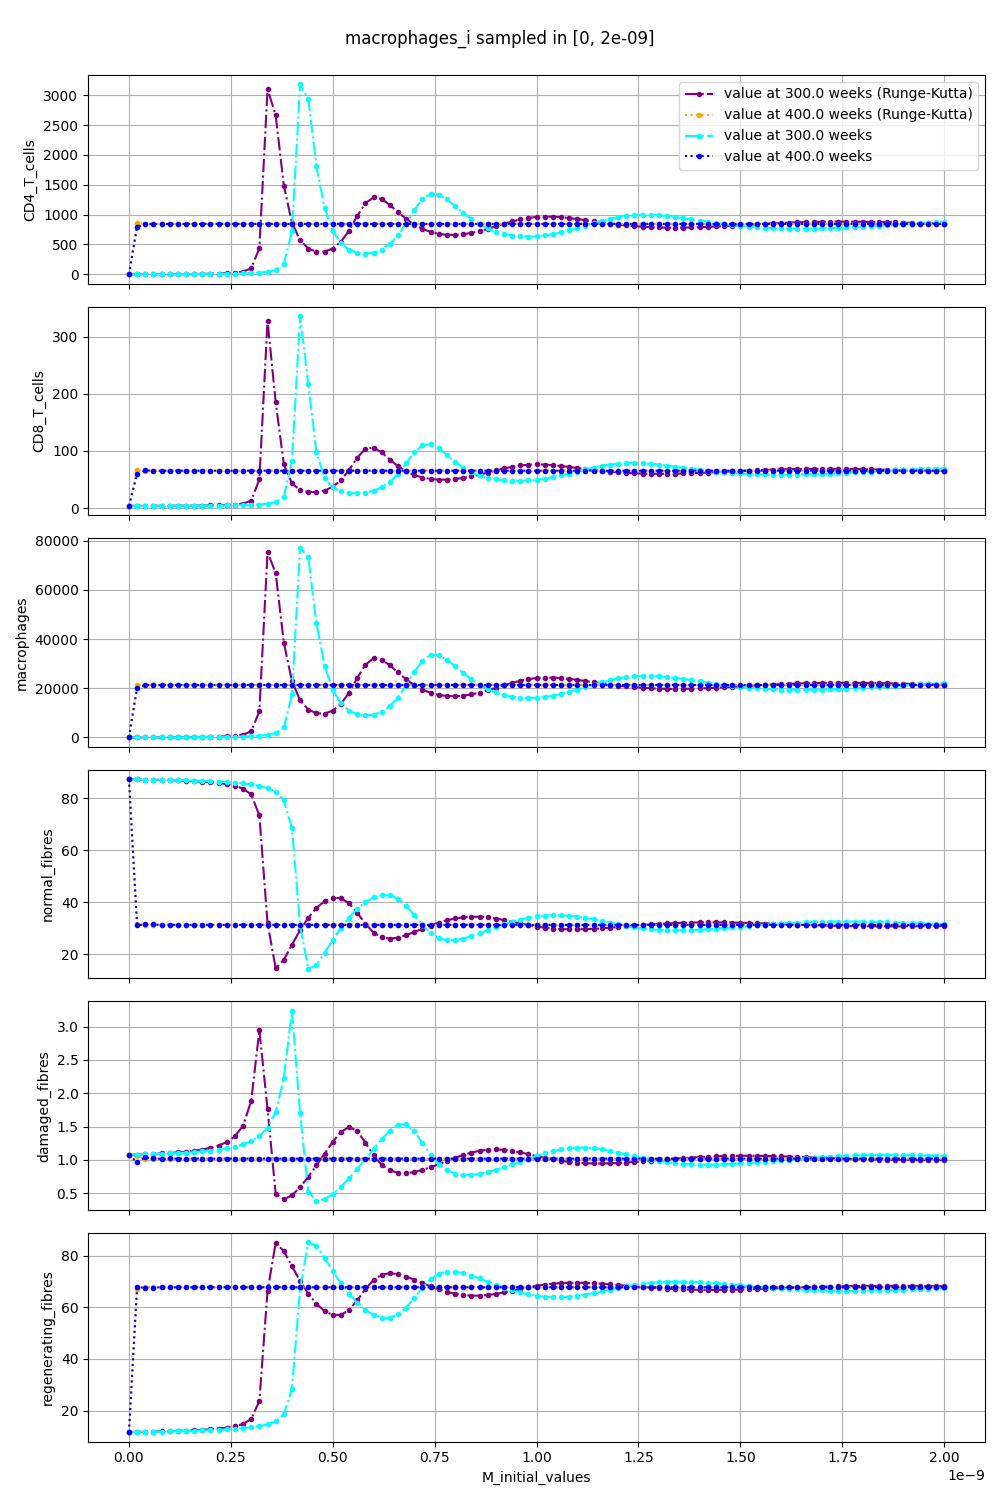 macrophages_i sampled in [0, 2e-09]
CD4_T_cells
3000
2500
2000
1500
1000
500
0
value at 300.0 weeks (Runge-Kutta)
value at 400.0 weeks (Runge-Kutta)
value at 300.0 weeks
value at 400.0 weeks
CD8_T_cells
300
200
100
0
macrophages
80000
60000
40000
20000
0
normal_fibres
80
60
40
20
damaged_fibres
3.0
2.5
2.0
1.5
1.0
0.5
regenerating_fibres
80
60
40
20
0.00 0.25 0.50 0.75 1.00 1.25 1.50 1.75 2.00
M_initial_values
1e−9